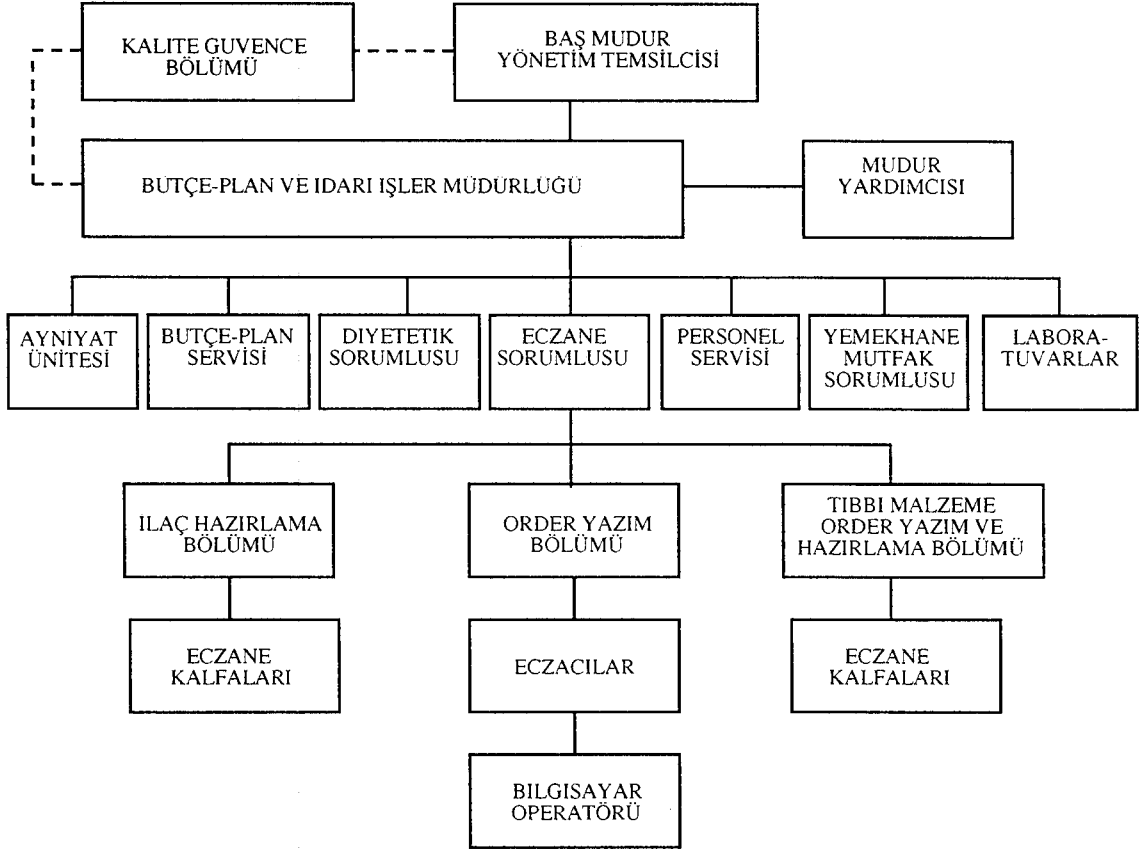 KALITE GUVENCE
BÖLÜMÜ
BAŞ MUDUR
YÖNETİM TEMSİLCİSİ
BUTÇE-PLAN VE IDARI IŞLER MÜDÜRLÜĞÜ
MUDUR
YARDIMCISI
AYNIYAT
ÜNİTESİ
BUTÇE-PLAN
SERVİSİ
DIYETETIK
SORUMLUSU
ECZANE
SORUMLUSU
PERSONEL
SERVİSİ
YEMEKHANE
MUTFAK
SORUMLUSU
LABORA-
TUVARLAR
ILAÇ HAZIRLAMA
BÖLÜMÜ
ORDER YAZIM
BÖLÜMÜ
TIBBI MALZEME
ORDER YAZIM VE
HAZIRLAMA BÖLÜMÜ
ECZANE
KALFALARI
ECZACILAR
ECZANE
KALFALARI
BILGISAYAR
OPERATÖRÜ